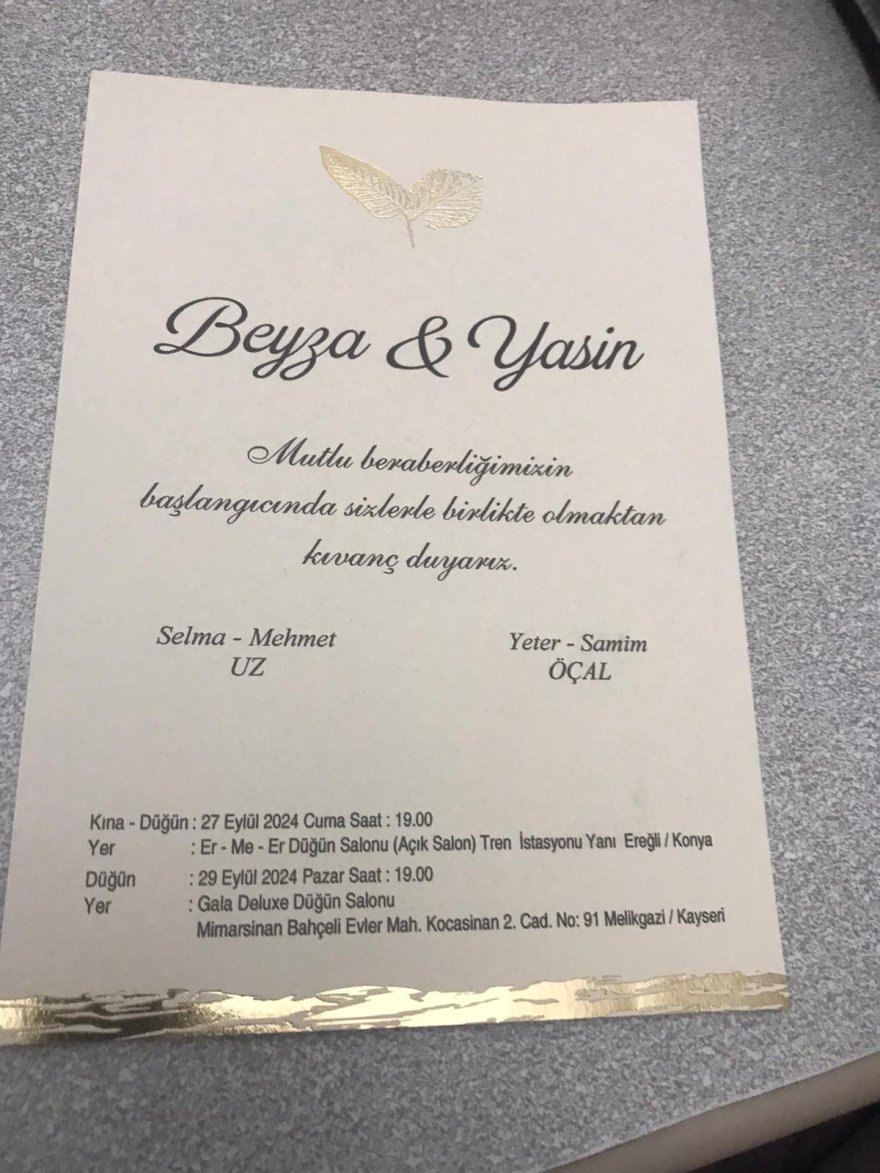 Beyza & Yasin
Mutlu beraberliğimizin
başlangıcında sizlerle birlikte olmaktan
kıvanç duyarız.
Selma - Mehmet
UZ
Yeter - Samim
ÖÇAL
Kına - Düğün : 27 Eylül 2024 Cuma Saat : 19.00
Yer : Er - Me - Er Düğün Salonu (Açık Salon) Tren İstasyonu Yanı Ereğli / Konya
Düğün : 29 Eylül 2024 Pazar Saat : 19.00
Yer : Gala Deluxe Düğün Salonu
Mimarsinan Bahçeli Evler Mah. Kocasinan 2. Cad. No: 91 Melikgazi / Kayseri